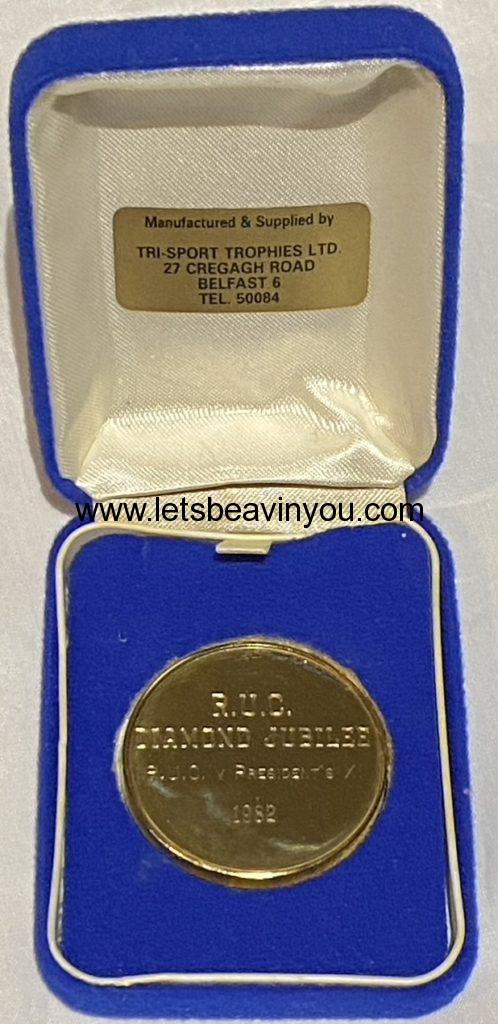 Manufactured & Supplied by
TRI-SPORT TROPHIES LTD.
27 CREGAGH ROAD
BELFAST 6
TEL. 50084
www.letsbeavinyou.com
R.U.C.
DIAMOND JUBILEE
R.U.C. V PRESIDENT'S
1982